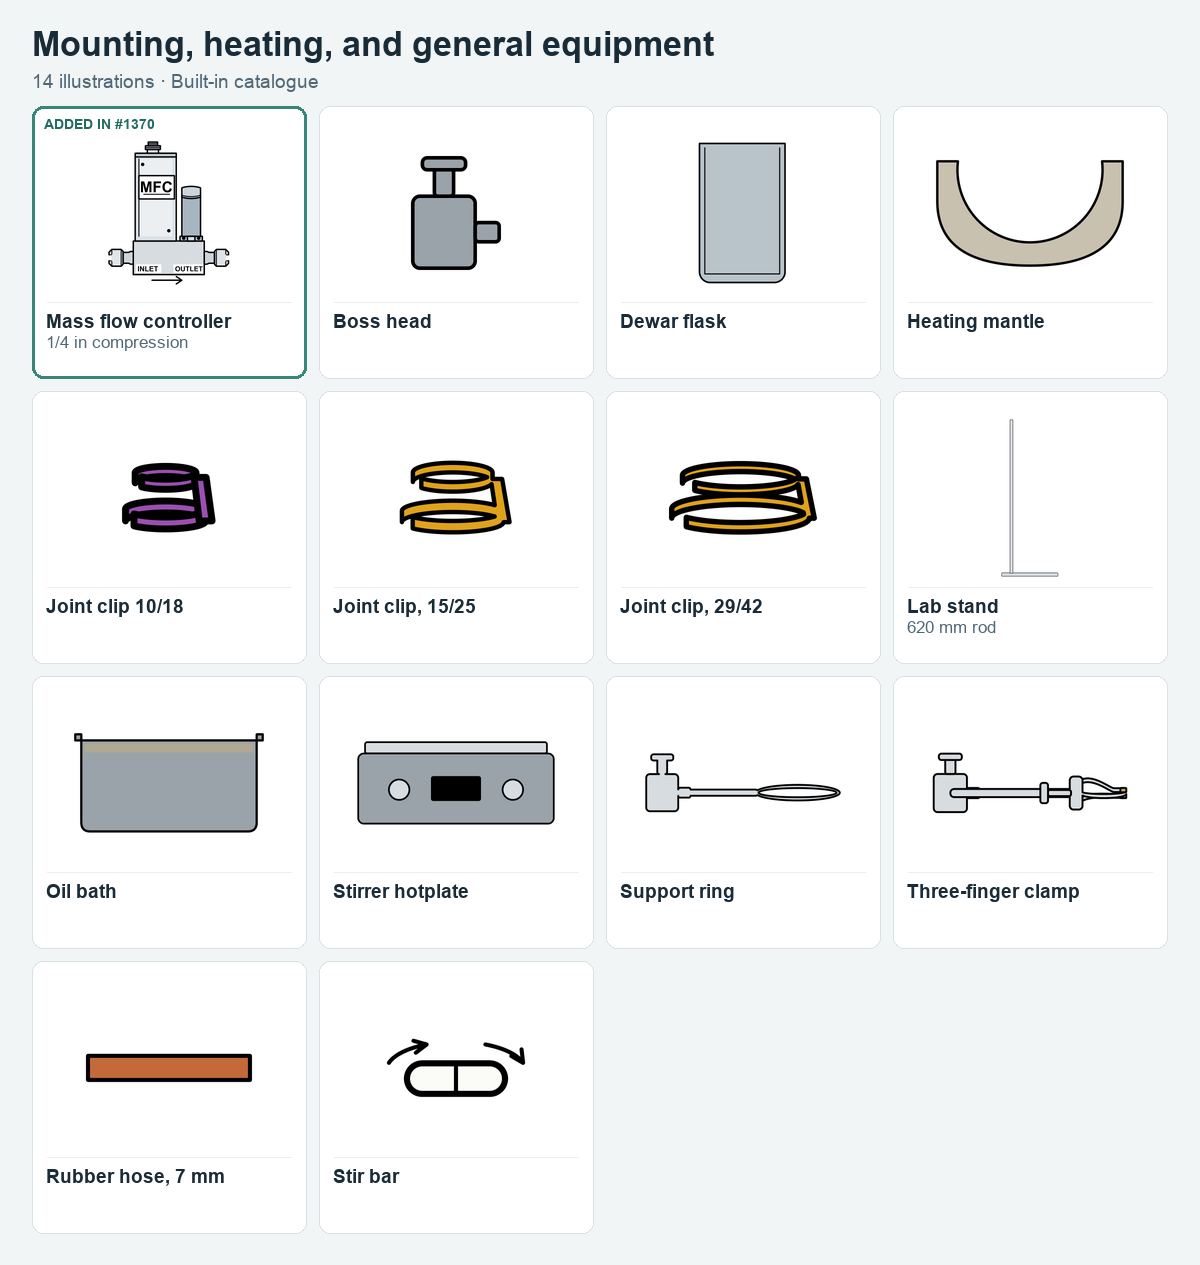 Mounting, heating, and general equipment
14 illustrations · Built-in catalogue
ADDED IN #1370
MFC
INLET
OUTLET
Mass flow controller
1/4 in compression
Boss head
Dewar flask
Heating mantle
Joint clip 10/18
Joint clip, 15/25
Joint clip, 29/42
Lab stand
620 mm rod
Oil bath
Stirrer hotplate
Support ring
Three-finger clamp
Rubber hose, 7 mm
Stir bar